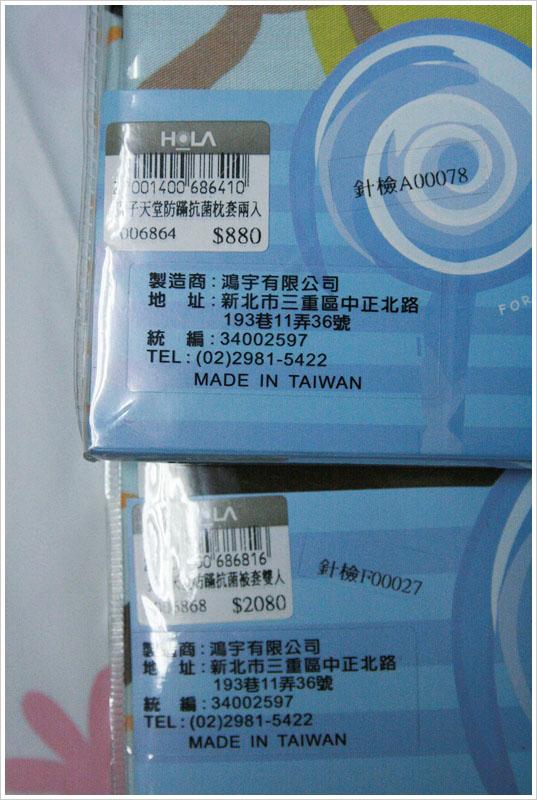 HOLA
2 001400 686410
子天堂防蹣抗菌枕套兩入
006864 $880
針檢A00078
FOR
製造商：鴻宇有限公司
地 址：新北市三重區中正北路
193巷11弄36號
統 編：34002597
TEL：(02)2981-5422
MADE IN TAIWAN
LA
00 686816
防蹣抗菌被套雙人
6868 $2080
針檢F00027
製造商：鴻宇有限公司
地 址：新北市三重區中正北路
193巷11弄36號
統 編：34002597
TEL：(02)2981-5422
MADE IN TAIWAN